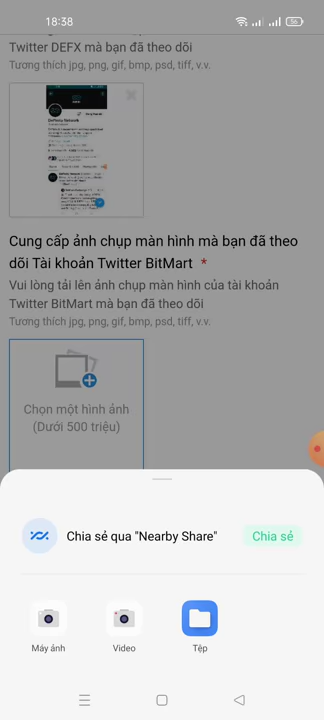 18:38
56
Twitter DEFX mà bạn đã theo dõi
Tương thích jpg, png, gif, bmp, psd, tiff, v.v.
Cung cấp ảnh chụp màn hình mà bạn đã theo
dõi Tài khoản Twitter BitMart *
Vui lòng tải lên ảnh chụp màn hình của tài khoản
Twitter BitMart mà bạn đã theo dõi
Tương thích jpg, png, gif, bmp, psd, tiff, v.v.
Chọn một hình ảnh
(Dưới 500 triệu)
Chia sẻ qua "Nearby Share"
Chia sẻ
Máy ảnh
Video
Tệp